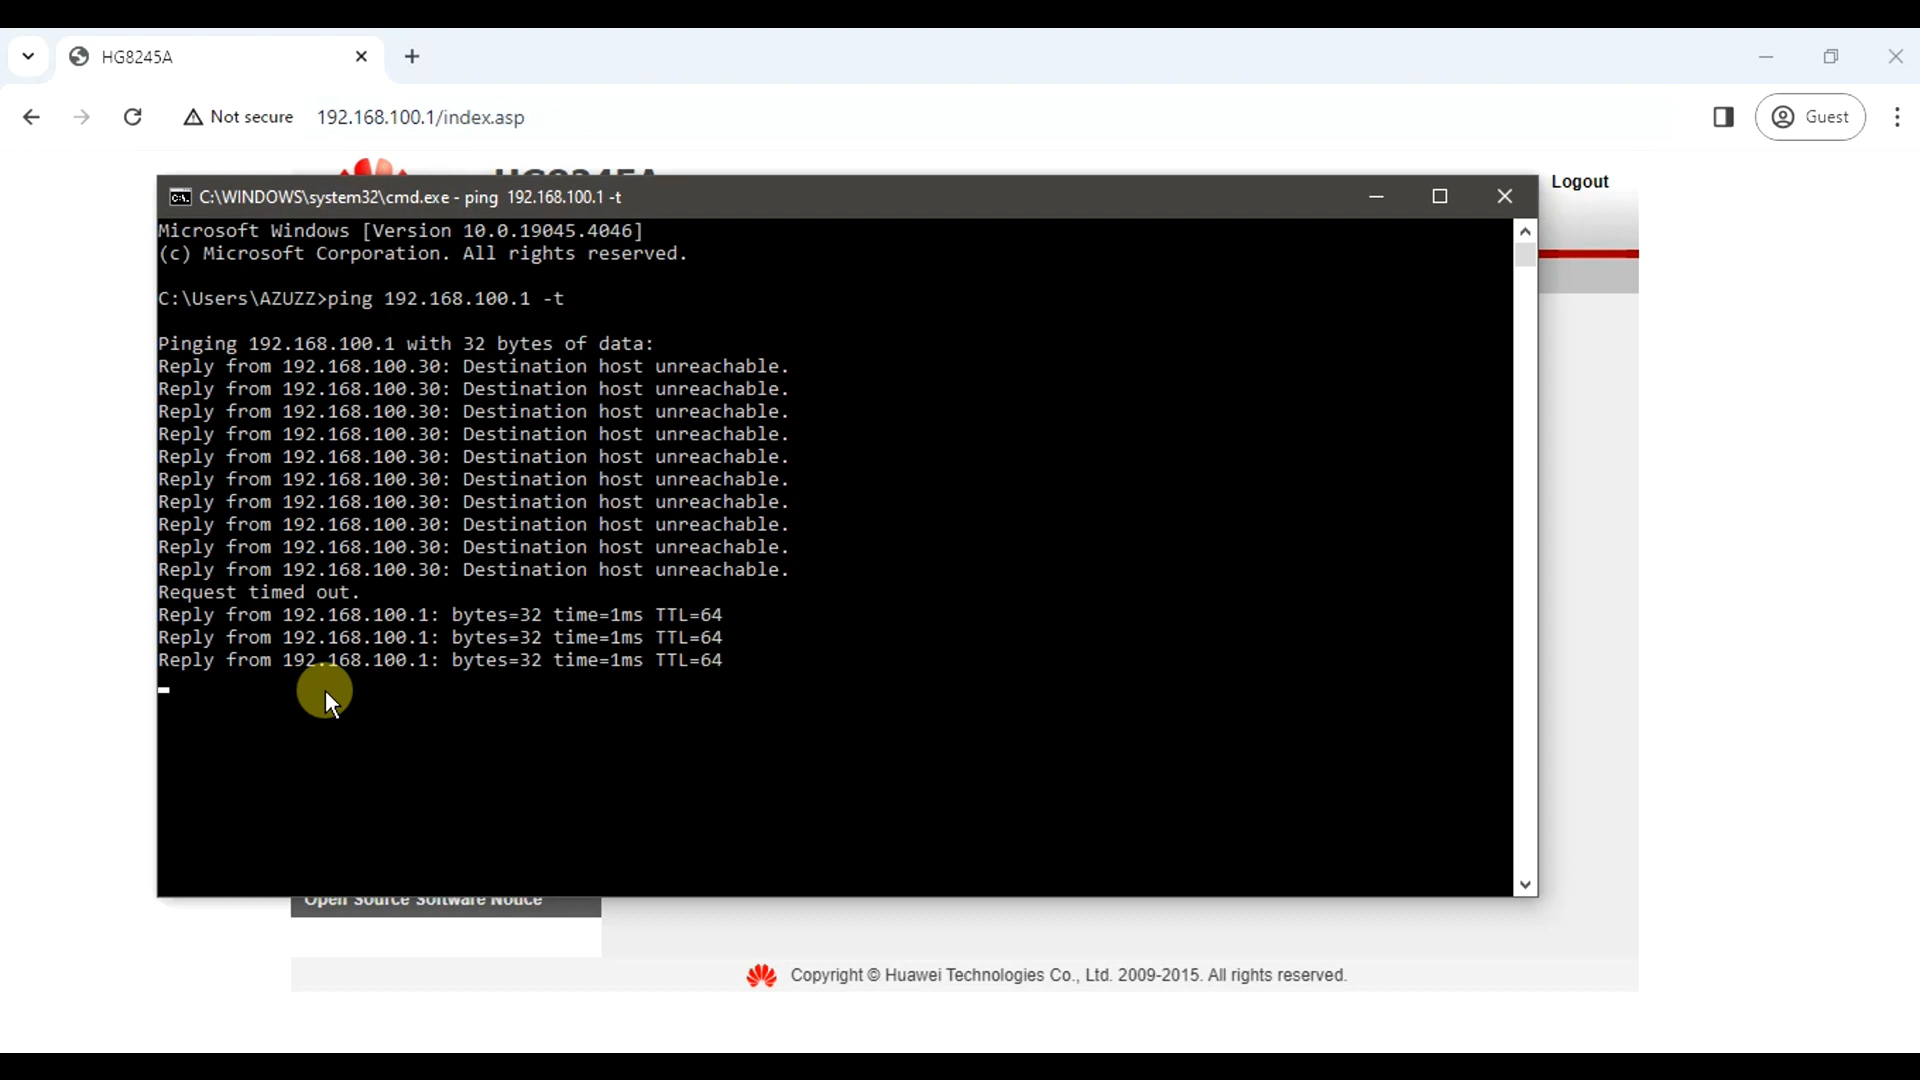 HG8245A
Not secure 192.168.100.1/index.asp
Guest
HG8245A
Logout
C:\WINDOWS\system32\cmd.exe - ping 192.168.100.1 -t
Microsoft Windows [Version 10.0.19045.4046]
(c) Microsoft Corporation. All rights reserved.
C:\Users\AZUZZ>ping 192.168.100.1 -t
Pinging 192.168.100.1 with 32 bytes of data:
Reply from 192.168.100.30: Destination host unreachable.
Reply from 192.168.100.30: Destination host unreachable.
Reply from 192.168.100.30: Destination host unreachable.
Reply from 192.168.100.30: Destination host unreachable.
Reply from 192.168.100.30: Destination host unreachable.
Reply from 192.168.100.30: Destination host unreachable.
Reply from 192.168.100.30: Destination host unreachable.
Reply from 192.168.100.30: Destination host unreachable.
Reply from 192.168.100.30: Destination host unreachable.
Reply from 192.168.100.30: Destination host unreachable.
Request timed out.
Reply from 192.168.100.1: bytes=32 time=1ms TTL=64
Reply from 192.168.100.1: bytes=32 time=1ms TTL=64
Reply from 192.168.100.1: bytes=32 time=1ms TTL=64
Open Source Software Notice
Copyright © Huawei Technologies Co., Ltd. 2009-2015. All rights reserved.